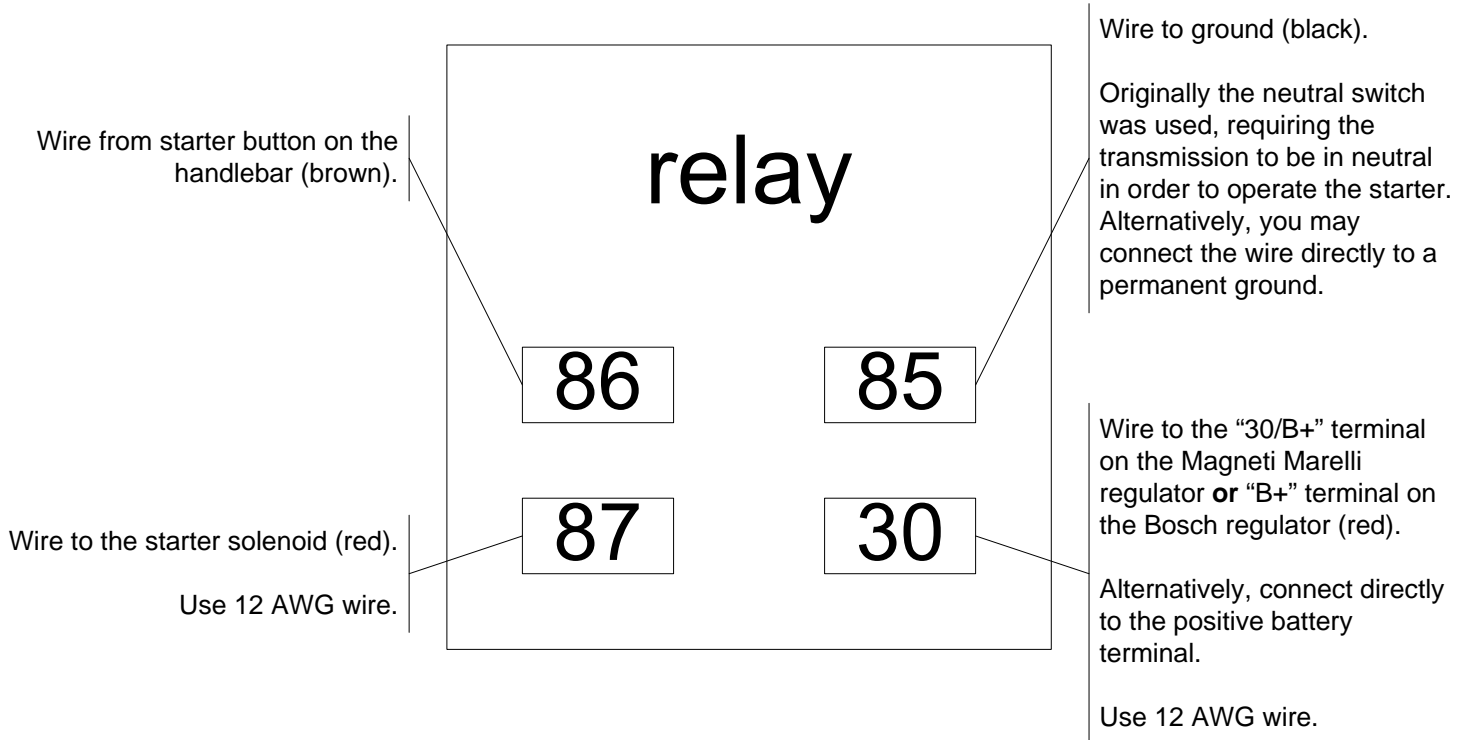 Wire to ground (black).
Originally the neutral switch
was used, requiring the
transmission to be in neutral
in order to operate the starter.
Alternatively, you may
connect the wire directly to a
permanent ground.
Wire from starter button on the
handlebar (brown).
relay
86
85
87
30
Wire to the starter solenoid (red).
Use 12 AWG wire.
Wire to the “30/B+” terminal
on the Magneti Marelli
regulator or “B+” terminal on
the Bosch regulator (red).
Alternatively, connect directly
to the positive battery
terminal.
Use 12 AWG wire.